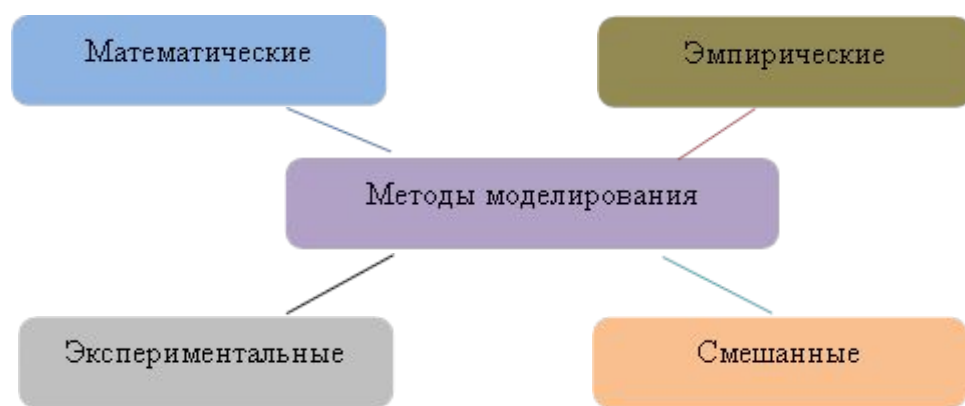 Математические
Эмпирические
Методы моделирования
Экспериментальные
Смешанные